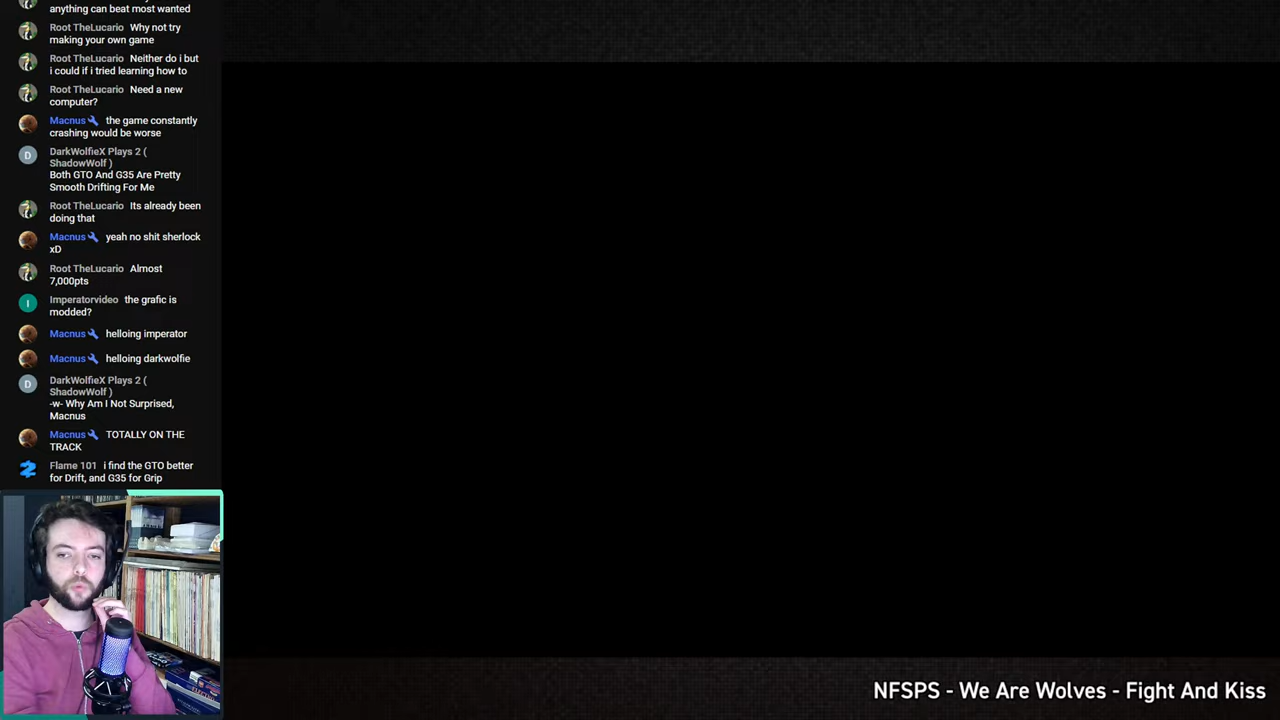 anything can beat most wanted
Root TheLucario Why not try
making your own game
Root TheLucario Neither do i but
i could if i tried learning how to
Root TheLucario Need a new
computer?
Macnus the game constantly
crashing would be worse
D
DarkWolfieX Plays 2 (
ShadowWolf )
Both GTO And G35 Are Pretty
Smooth Drifting For Me
Root TheLucario Its already been
doing that
Macnus yeah no shit sherlock
xD
Root TheLucario Almost
7,000pts
I
Imperatorvideo the grafic is
modded?
Macnus helloing imperator
Macnus helloing darkwolfie
D
DarkWolfieX Plays 2 (
ShadowWolf )
-w- Why Am I Not Surprised,
Macnus
Macnus TOTALLY ON THE
TRACK
Flame 101 i find the GTO better
for Drift, and G35 for Grip
NFSPS - We Are Wolves - Fight And Kiss